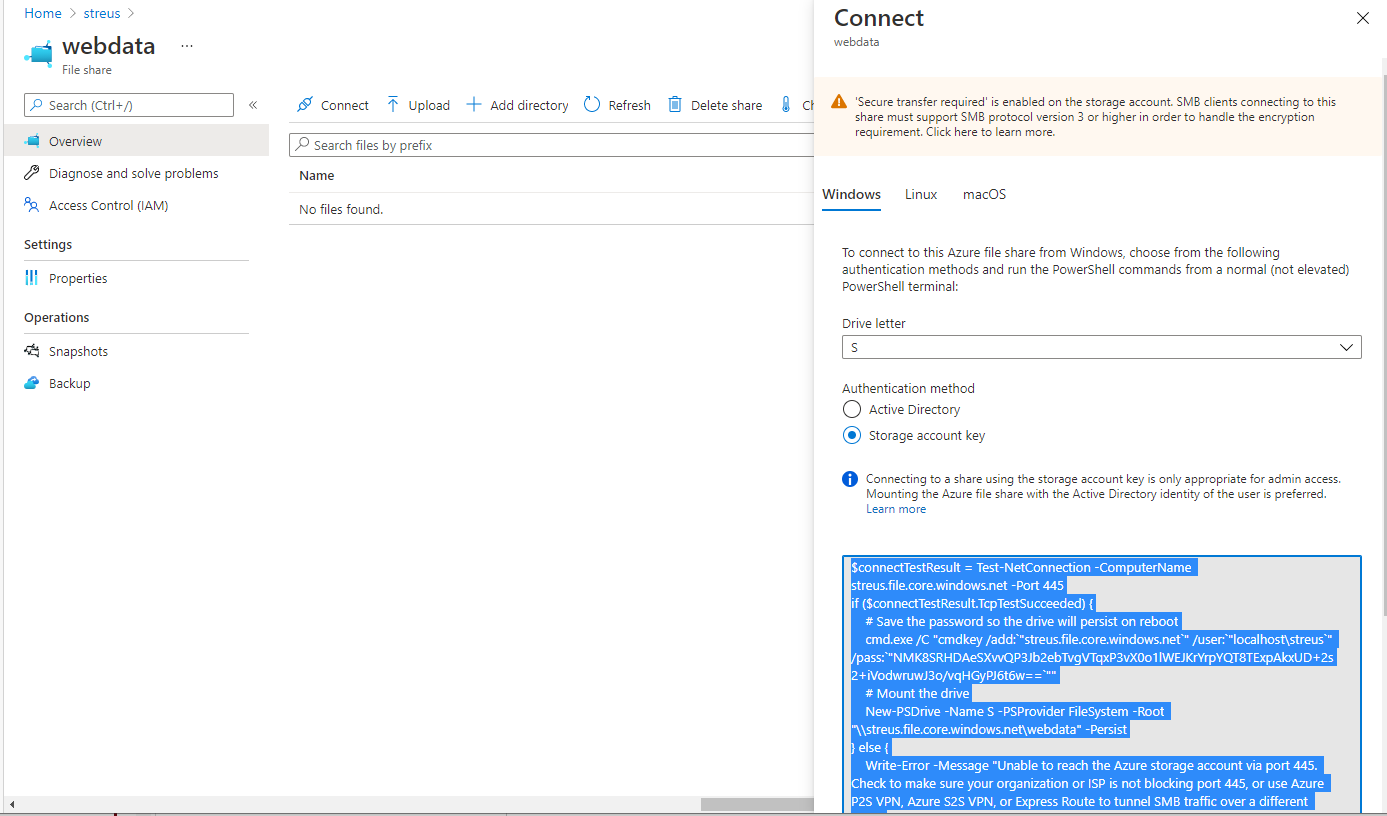 Home > streus >
webdata ...
File share
Search (Ctrl+/)
«
Overview
Diagnose and solve problems
Access Control (IAM)
Settings
Properties
Operations
Snapshots
Backup
Connect
Upload
Add directory
Refresh
Delete share
Search files by prefix
Name
No files found.
Connect
webdata
'Secure transfer required' is enabled on the storage account. SMB clients connecting to this
share must support SMB protocol version 3 or higher in order to handle the encryption
requirement. Click here to learn more.
Windows Linux macOS
To connect to this Azure file share from Windows, choose from the following
authentication methods and run the PowerShell commands from a normal (not elevated)
PowerShell terminal:
Drive letter
S
Authentication method
Active Directory
Storage account key
Connecting to a share using the storage account key is only appropriate for admin access.
Mounting the Azure file share with the Active Directory identity of the user is preferred.
Learn more
$connectTestResult = Test-NetConnection -ComputerName
streus.file.core.windows.net -Port 445
if ($connectTestResult.TcpTestSucceeded) {
# Save the password so the drive will persist on reboot
cmd.exe /C "cmdkey /add:`"streus.file.core.windows.net`" /user:`"localhost\streus`"
/pass:`"
# Mount the drive
New-PSDrive -Name S -PSProvider FileSystem -Root
"\\streus.file.core.windows.net\webdata" -Persist
} else {
Write-Error -Message "Unable to reach the Azure storage account via port 445.
Check to make sure your organization or ISP is not blocking port 445, or use Azure
P2S VPN, Azure S2S VPN, or Express Route to tunnel SMB traffic over a different